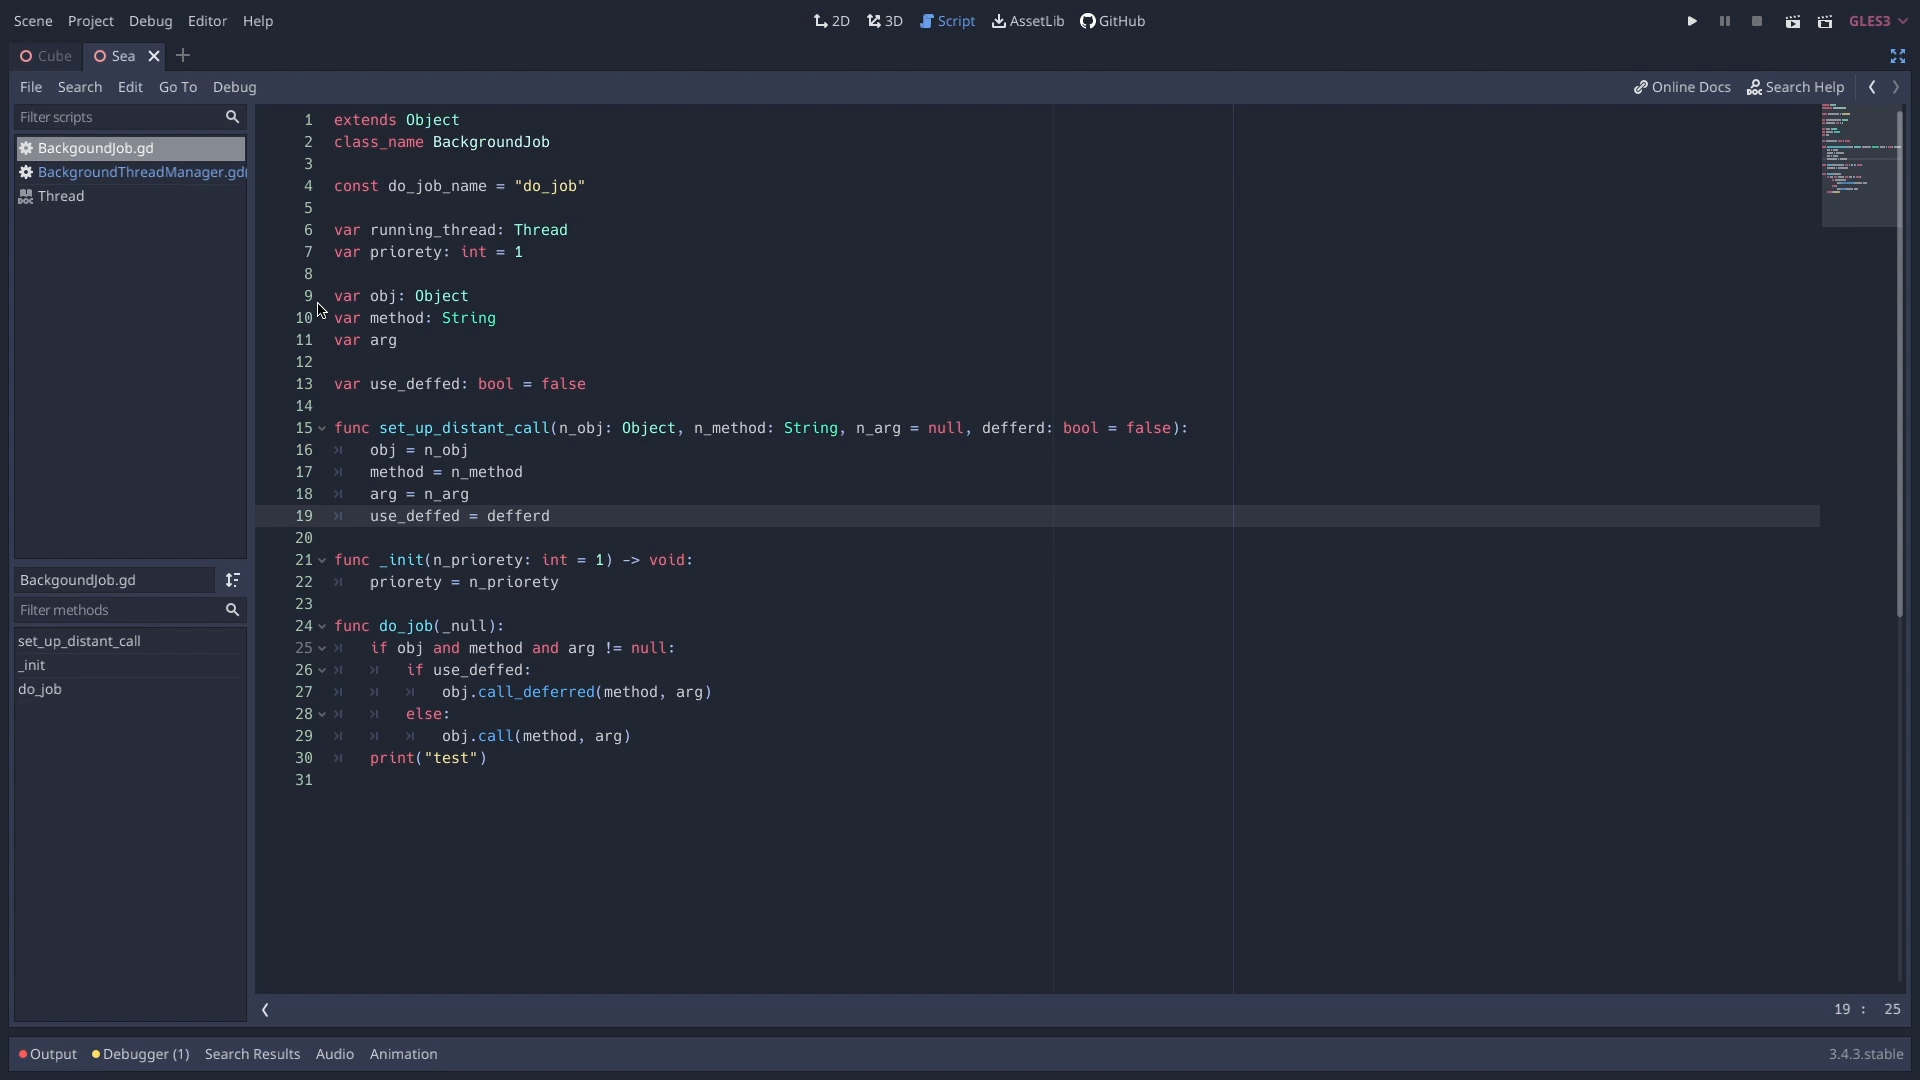 Scene Project Debug Editor Help 2D 3D Script AssetLib GitHub GLES3
Cube Sea
File Search Edit Go To Debug Online Docs Search Help
Filter scripts
BackgoundJob.gd
BackgroundThreadManager.gd
Thread
BackgoundJob.gd
Filter methods
set_up_distant_call
_init
do_job
1 extends Object
2 class_name BackgroundJob
3
4 const do_job_name = "do_job"
5
6 var running_thread: Thread
7 var priorety: int = 1
8
9 var obj: Object
10 var method: String
11 var arg
12
13 var use_deffed: bool = false
14
15 func set_up_distant_call(n_obj: Object, n_method: String, n_arg = null, defferd: bool = false):
16 obj = n_obj
17 method = n_method
18 arg = n_arg
19 use_deffed = defferd
20
21 func _init(n_priorety: int = 1) -> void:
22 priorety = n_priorety
23
24 func do_job(_null):
25 if obj and method and arg != null:
26 if use_deffed:
27 obj.call_deferred(method, arg)
28 else:
29 obj.call(method, arg)
30 print("test")
31
19 : 25
Output Debugger (1) Search Results Audio Animation 3.4.3.stable